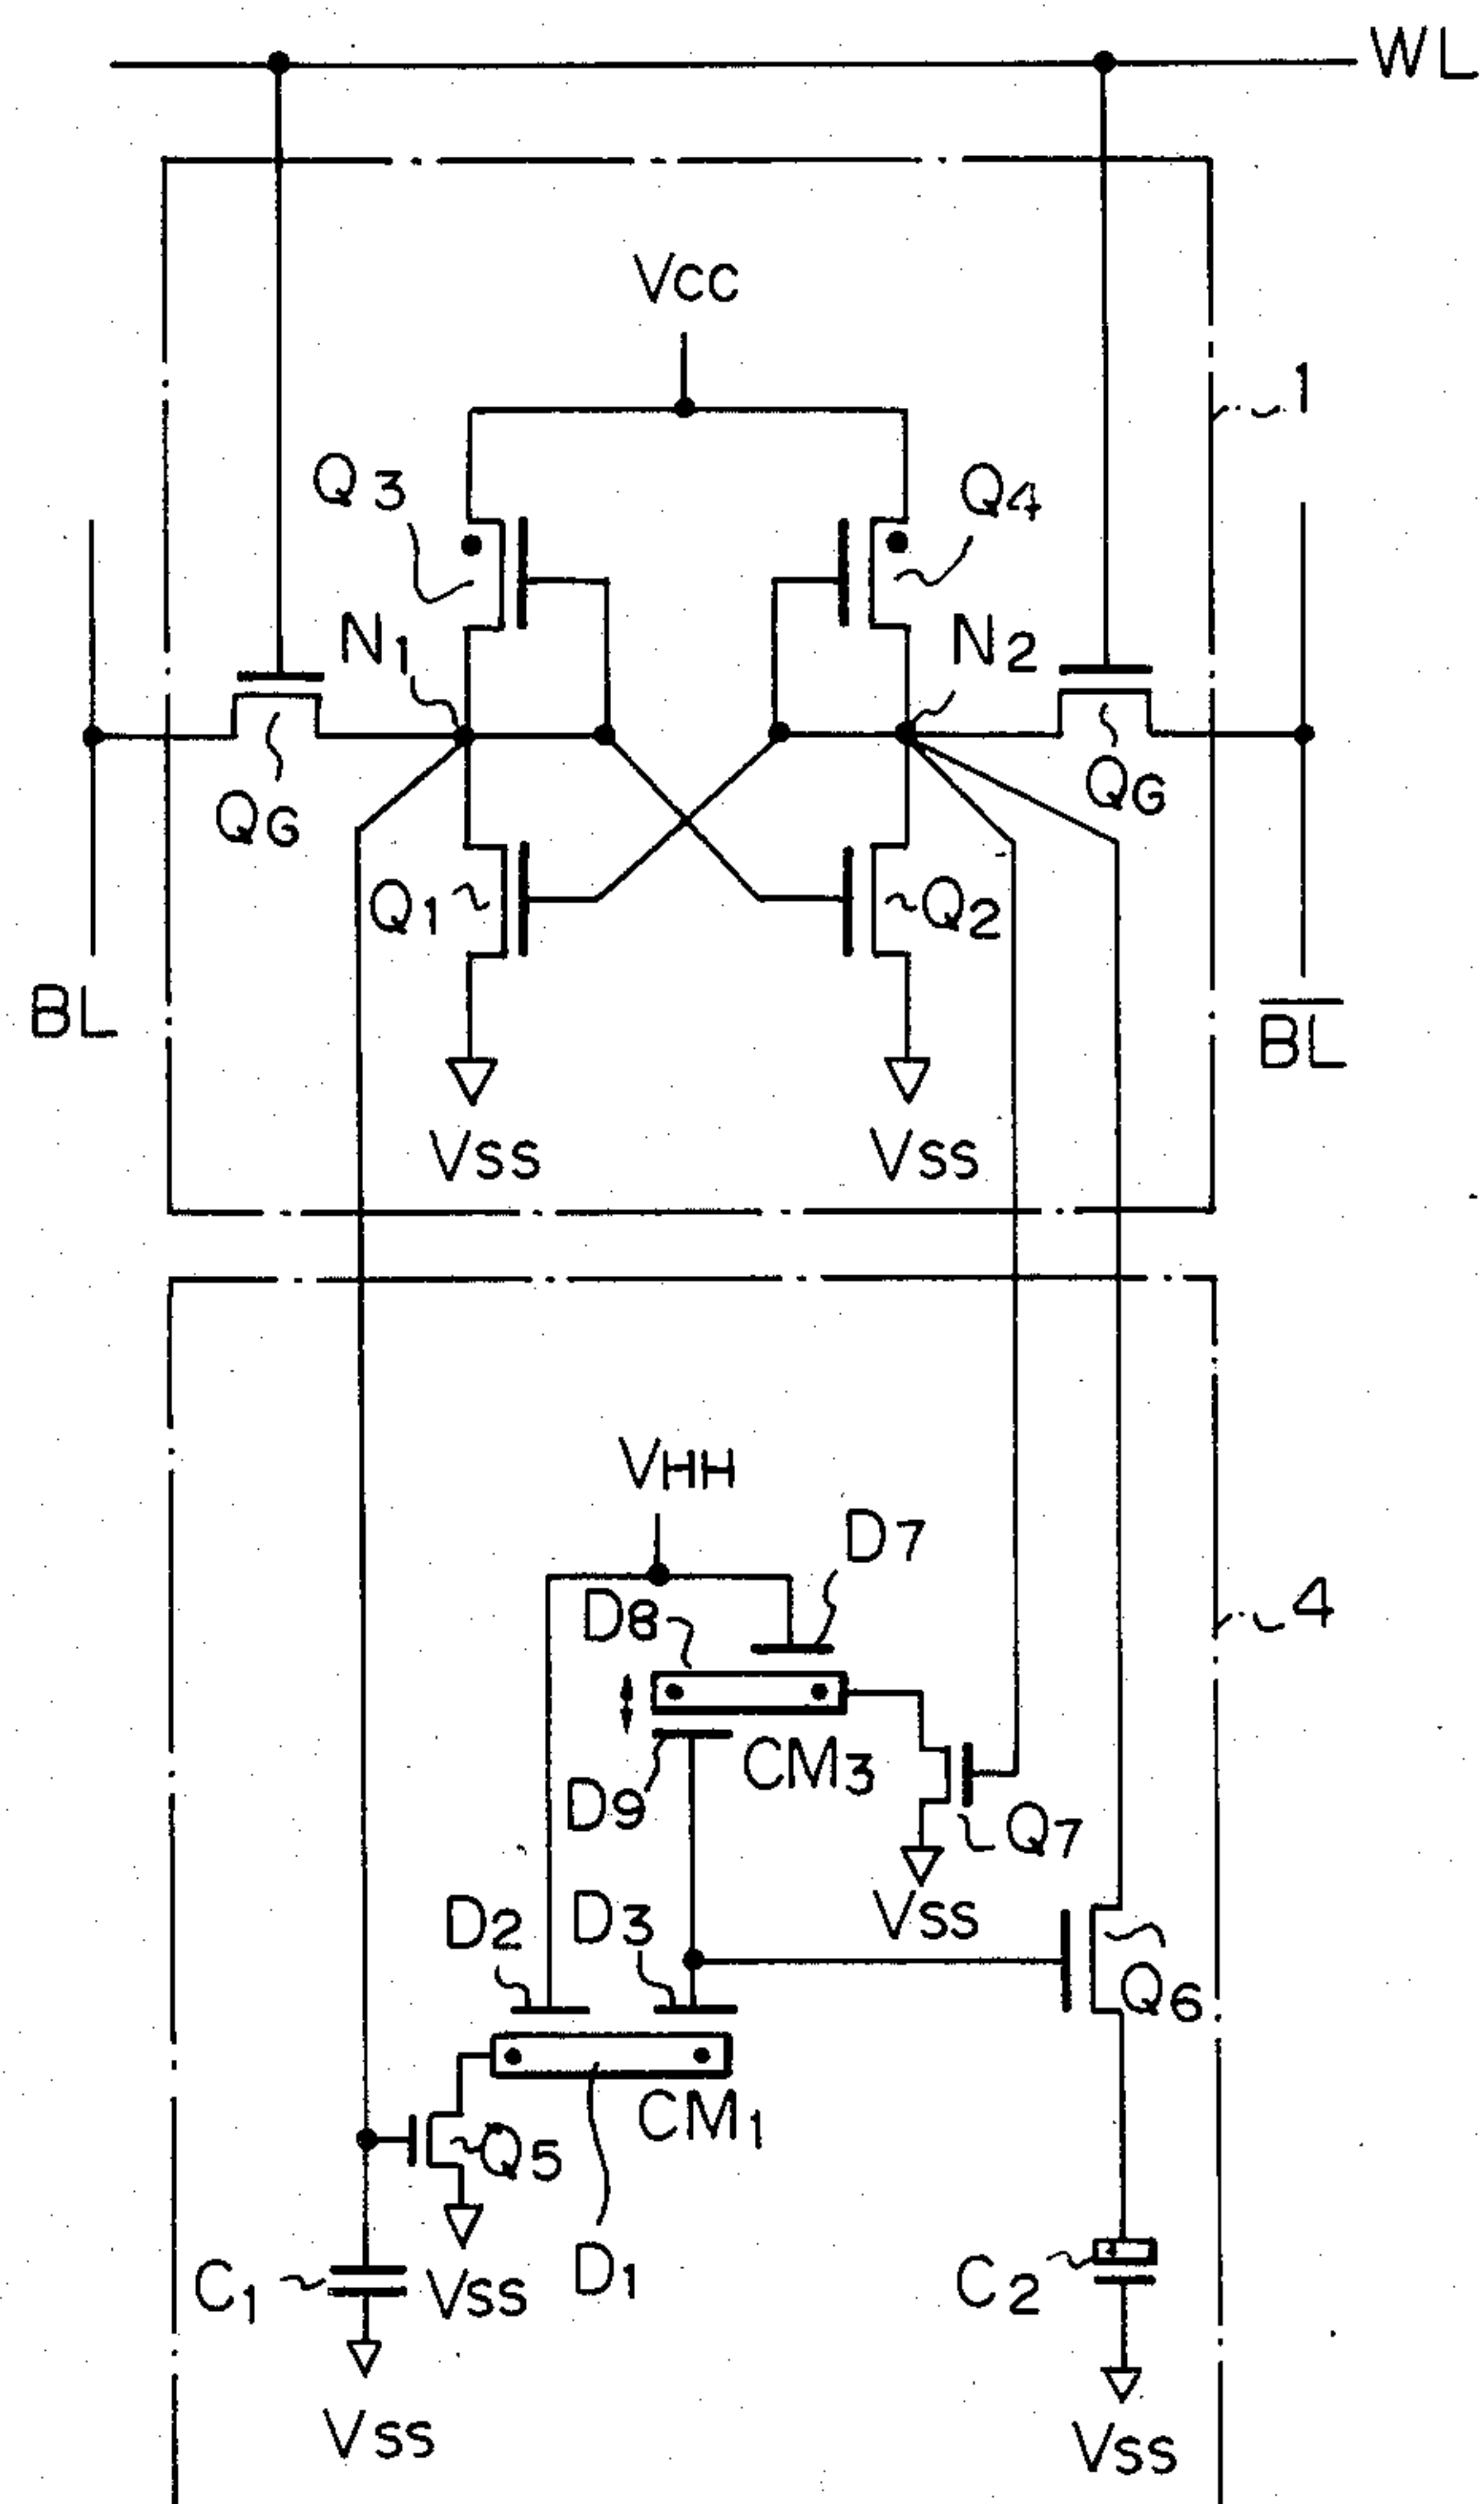 WL
Vcc
1
Q3
Q4
N1
N2
QG
QG
Q1
Q2
BL
B̅L̅
Vss
Vss
VHH
D7
D8
4
CM3
D9
Q7
Vss
D2
D3
Q6
CM1
Q5
D1
C1
Vss
C2
Vss
Vss